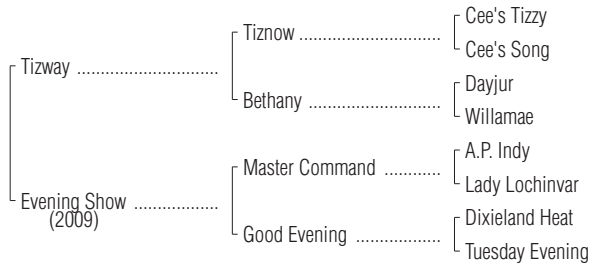 Cee's Tizzy
Tiznow
Cee's Song
Tizway
Dayjur
Bethany
Willamae
A.P. Indy
Master Command
Lady Lochinvar
Evening Show
(2009)
Dixieland Heat
Good Evening
Tuesday Evening